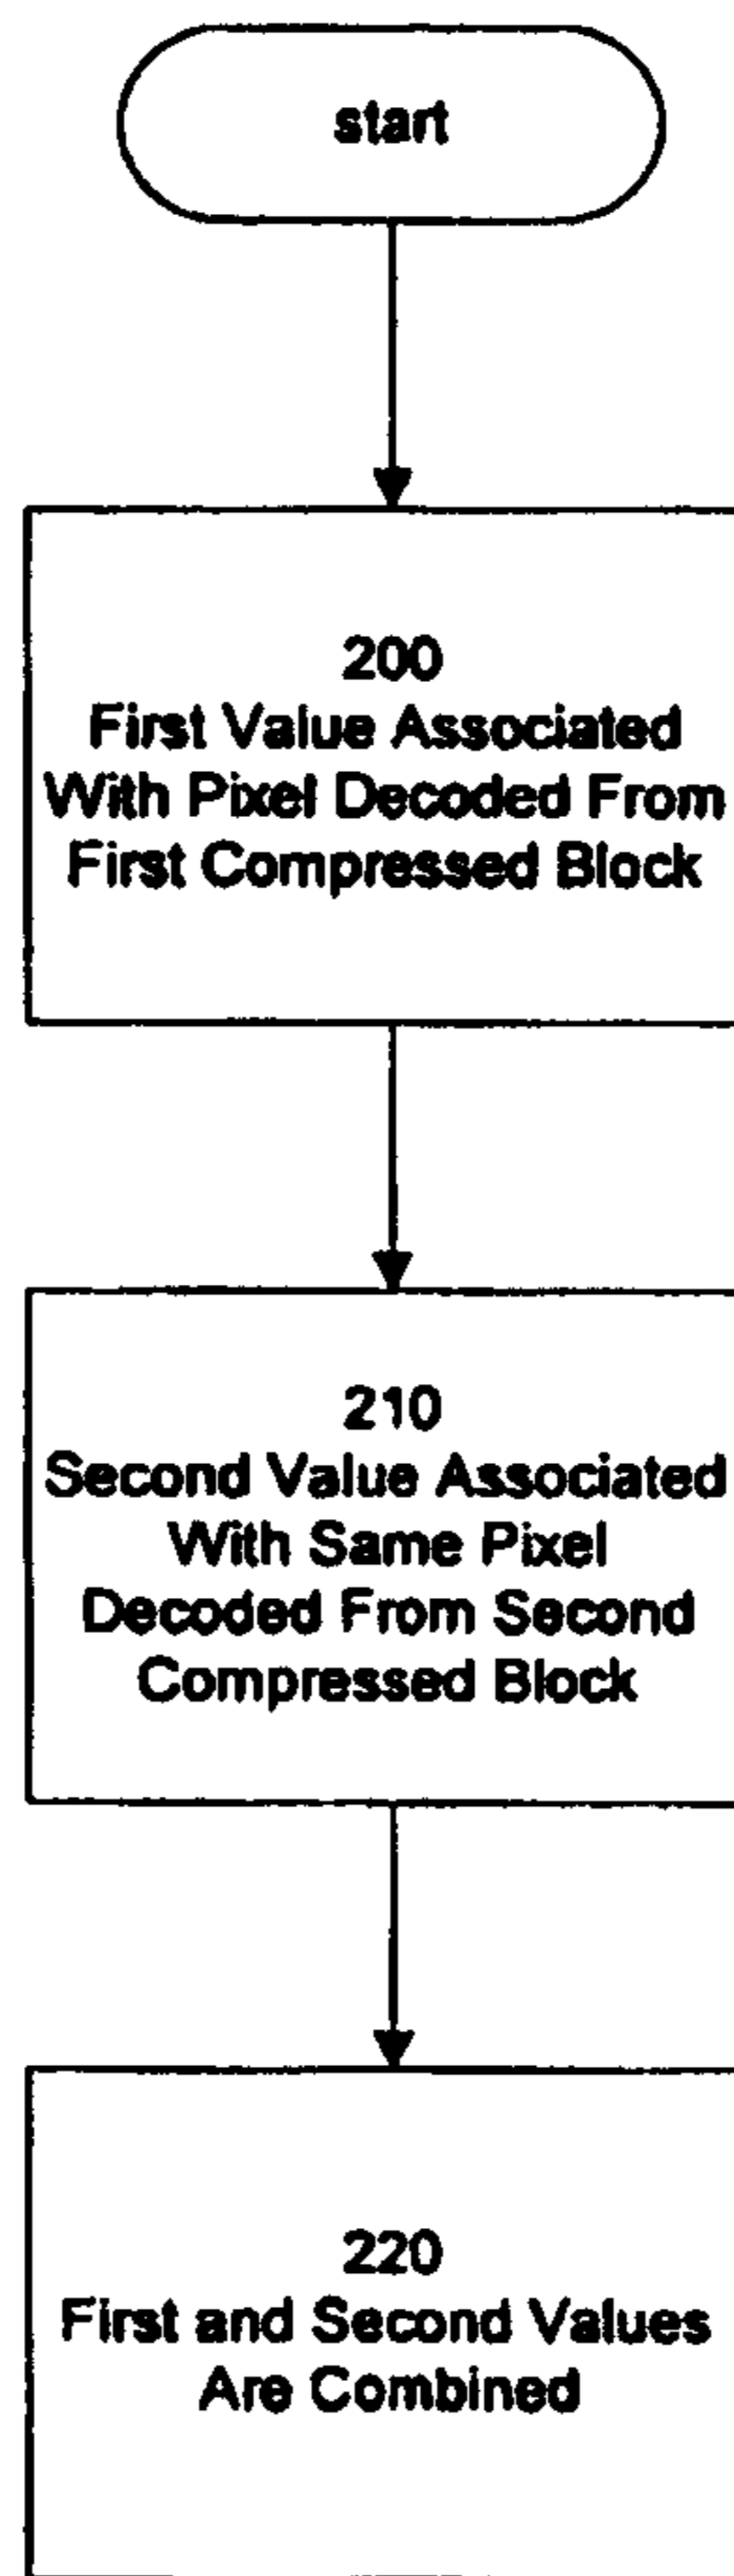 start
200
First Value Associated
With Pixel Decoded From
First Compressed Block
210
Second Value Associated
With Same Pixel
Decoded From Second
Compressed Block
220
First and Second Values
Are Combined